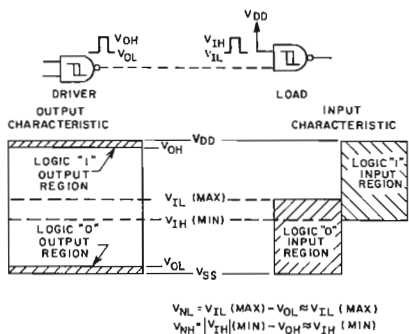 VDD
VOH
VOL
VIH
VIL
DRIVER
LOAD
OUTPUT CHARACTERISTIC
INPUT CHARACTERISTIC
VDD
VOH
LOGIC "1" OUTPUT REGION
LOGIC "1" INPUT REGION
VIL (MAX)
VIH (MIN)
LOGIC "0" OUTPUT REGION
LOGIC "0" INPUT REGION
VOL
VSS
VNL = VIL (MAX) – VOL ≈ VIL (MAX)
VNH = |VIH| (MIN) – VOH ≈ VIH (MIN)